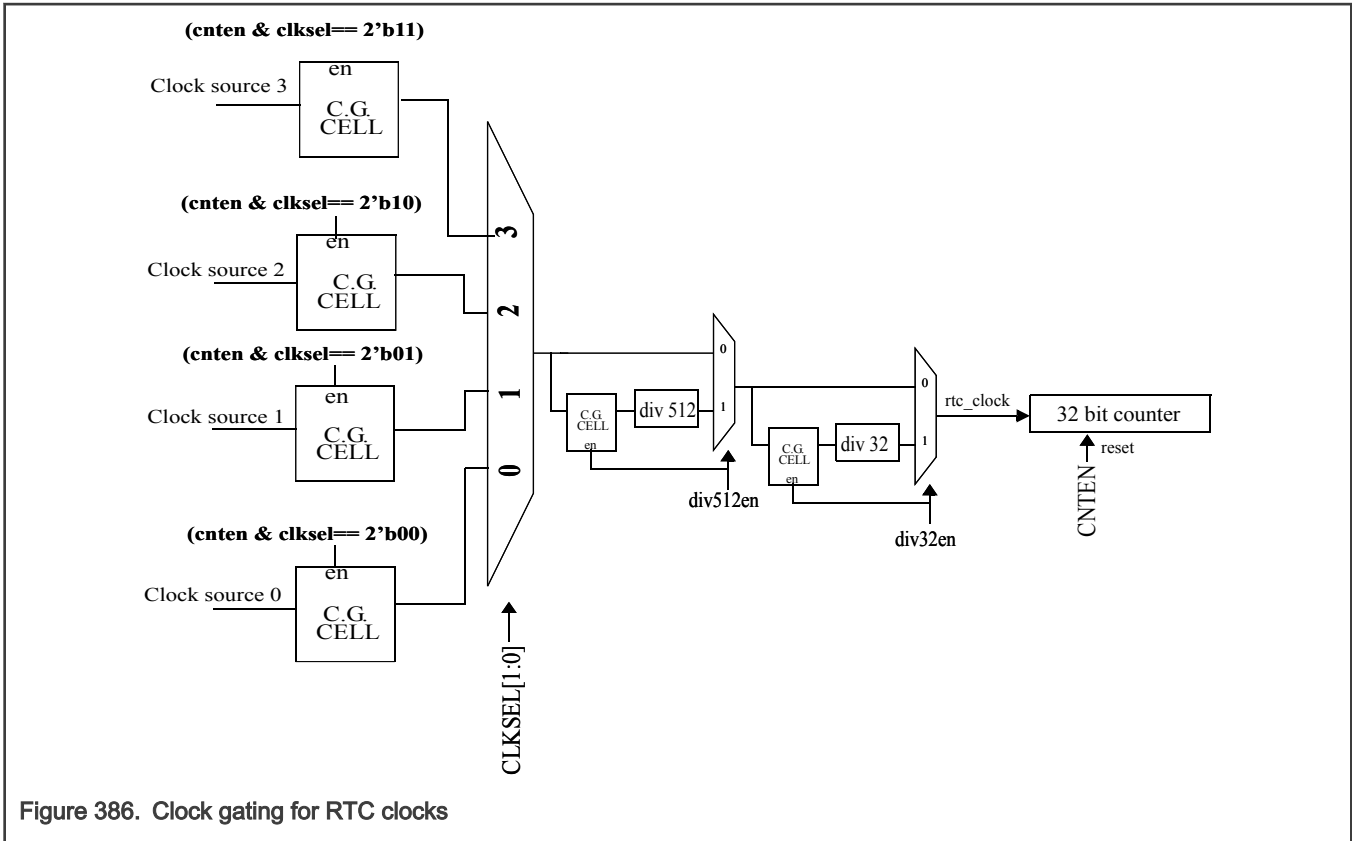 (cnten & clksel== 2’b11)
en
Clock source 3
C.G.
CELL
(cnten & clksel== 2’b10)
en
Clock source 2
C.G.
CELL
(cnten & clksel== 2’b01)
en
Clock source 1
C.G.
CELL
(cnten & clksel== 2’b00)
en
Clock source 0
C.G.
CELL
3
2
1
0
CLKSEL[1:0]
C.G.
CELL
en
div 512
0
1
div512en
C.G.
CELL
en
div 32
0
1
div32en
rtc_clock
32 bit counter
reset
CNTEN
Figure 386. Clock gating for RTC clocks